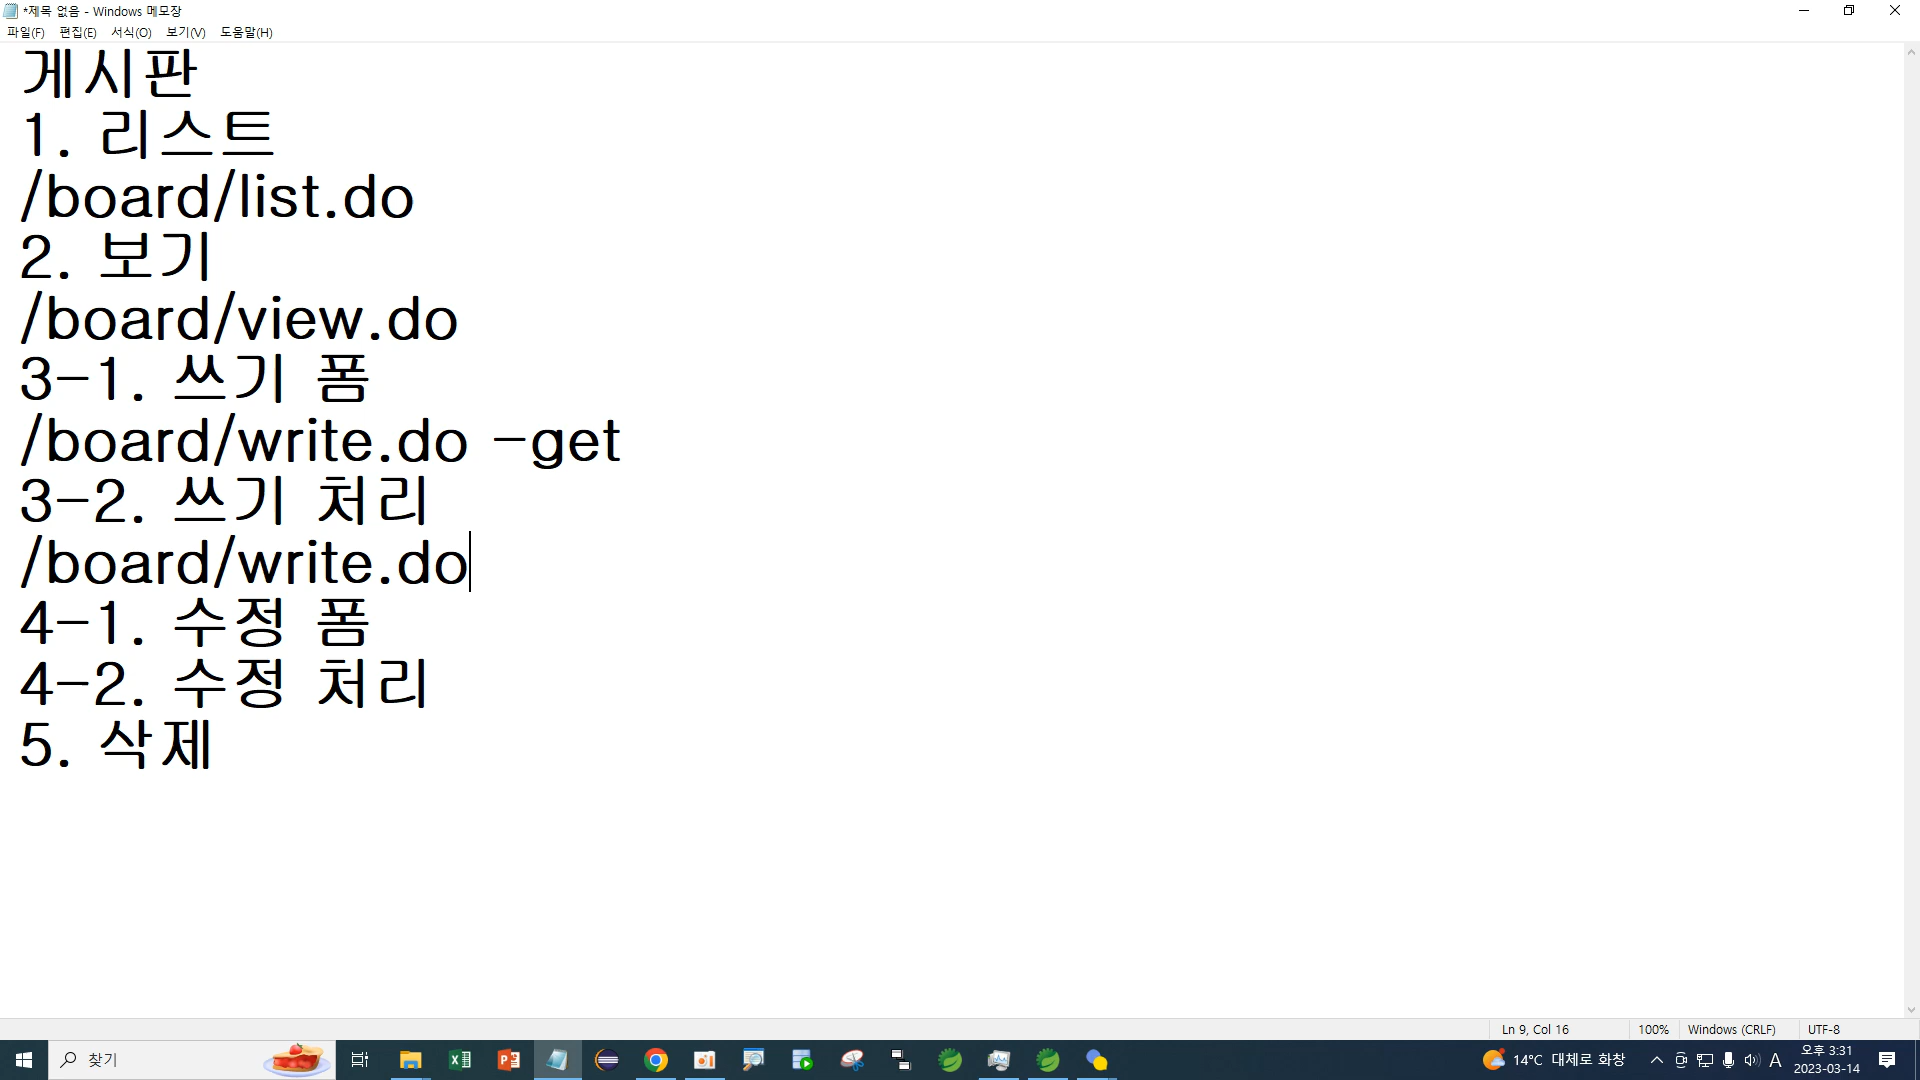 *제목 없음 - Windows 메모장
파일(F) 편집(E) 서식(O) 보기(V) 도움말(H)
게시판
1. 리스트
/board/list.do
2. 보기
/board/view.do
3-1. 쓰기 폼
/board/write.do -get
3-2. 쓰기 처리
/board/write.do
4-1. 수정 폼
4-2. 수정 처리
5. 삭제
Ln 9, Col 16 100% Windows (CRLF) UTF-8
찾기
14°C 대체로 화창
A
오후 3:31
2023-03-14